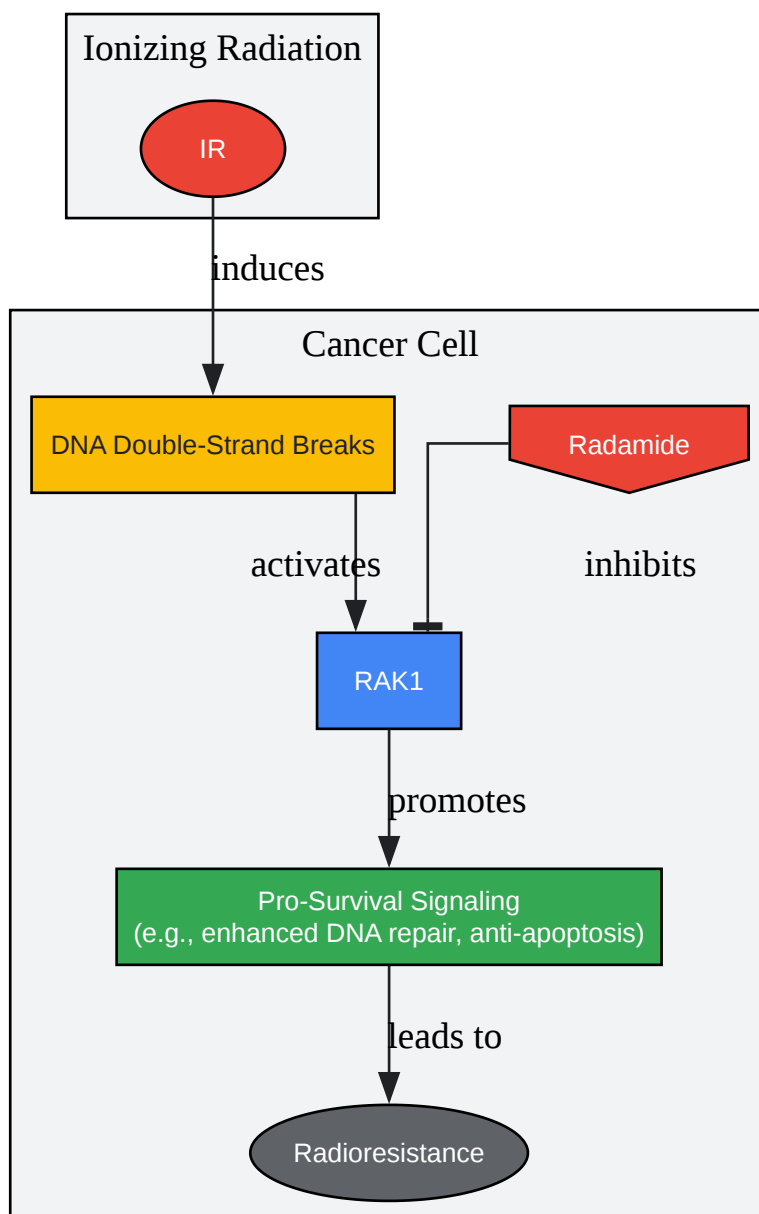 Ionizing Radiation
IR
induces
Cancer Cell
DNA Double-Strand Breaks
Radamide
activates
inhibits
RAK1
promotes
Pro-Survival Signaling
(e.g., enhanced DNA repair, anti-apoptosis)
leads to
Radioresistance